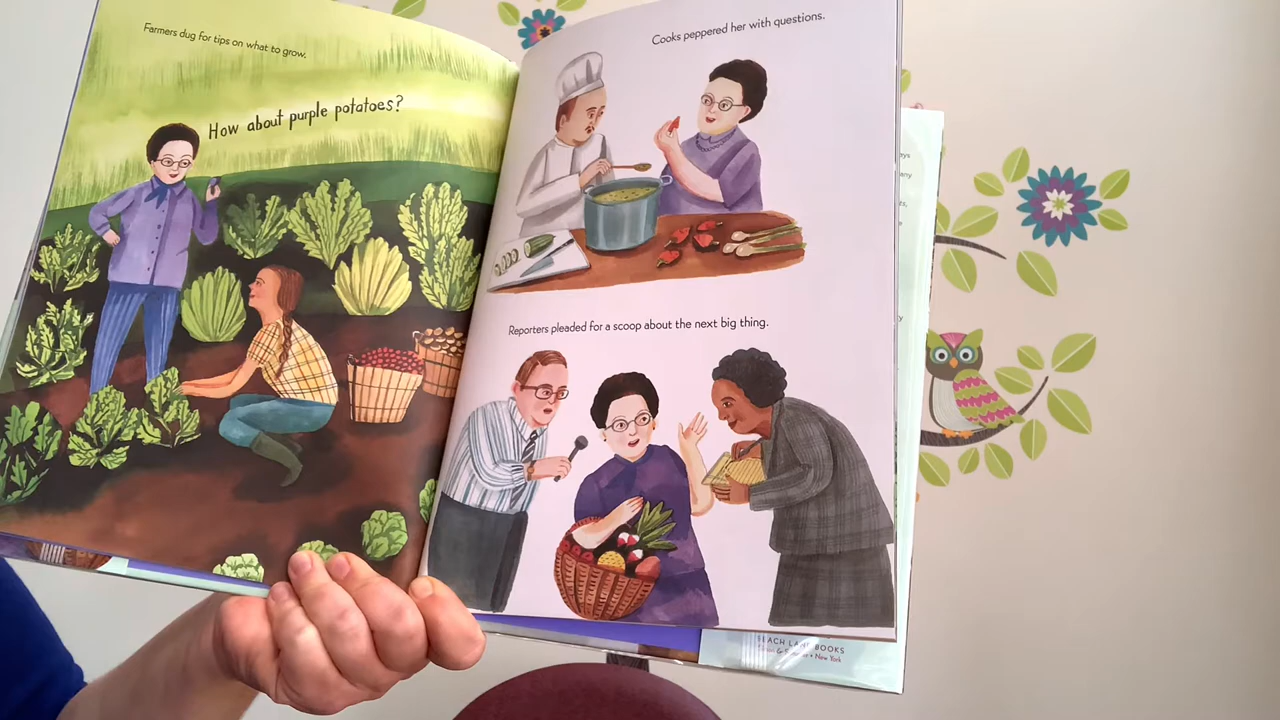 Farmers dug for tips on what to grow.
How about purple potatoes?
Cooks peppered her with questions.
Reporters pleaded for a scoop about the next big thing.
BEACH LANE BOOKS
New York